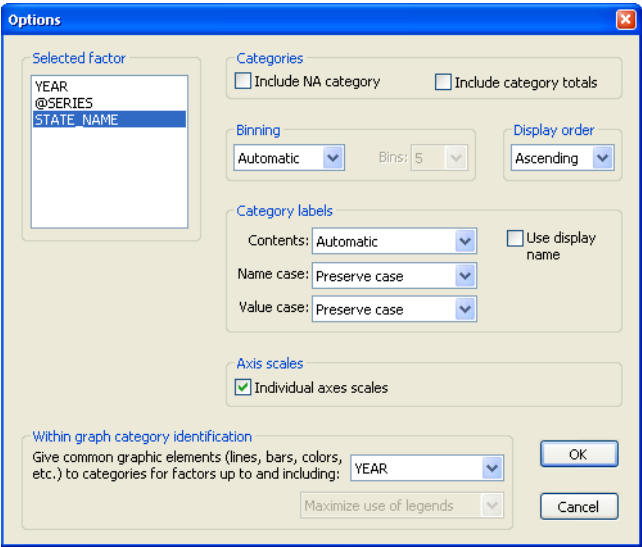 Options
Selected factor
YEAR
@SERIES
STATE_NAME
Categories
Include NA category
Include category totals
Binning
Automatic
Bins: 5
Display order
Ascending
Category labels
Contents: Automatic
Use display
name
Name case: Preserve case
Value case: Preserve case
Axis scales
Individual axes scales
Within graph category identification
Give common graphic elements (lines, bars, colors,
etc.) to categories for factors up to and including:
YEAR
Maximize use of legends
OK
Cancel